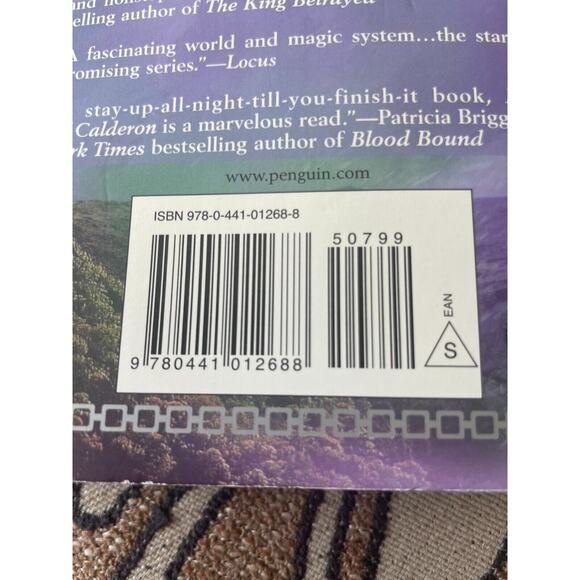 elling author of The King Betrayed
A fascinating world and magic system...the star
omising series."—Locus
stay-up-all-night-till-you-finish-it book,
Calderon is a marvelous read."—Patricia Brigg
rk Times bestselling author of Blood Bound
www.penguin.com
ISBN 978-0-441-01268-8
50799
9 780441 012688
EAN
S